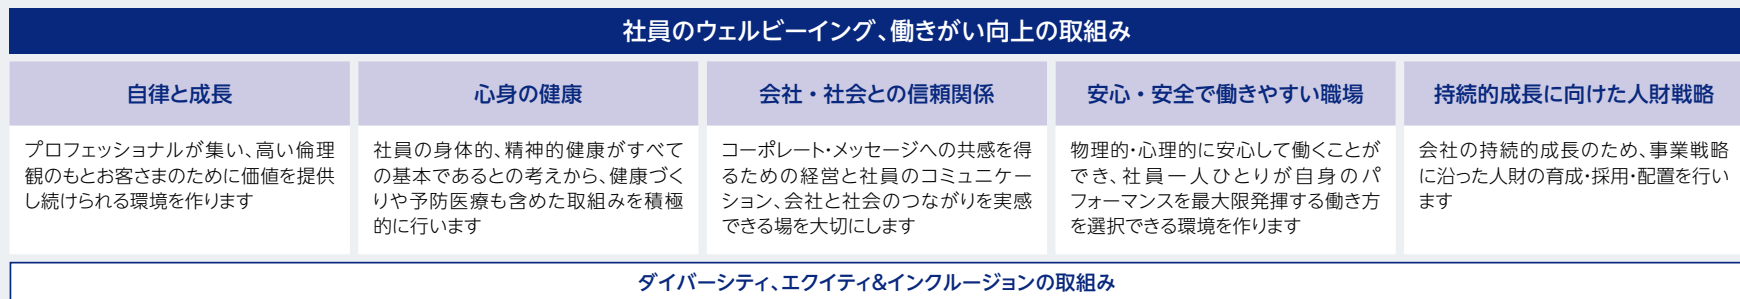 社員のウェルビーイング、働きがい向上の取組み
自律と成長
プロフェッショナルが集い、高い倫理
観のもとお客さまのために価値を提供
し続けられる環境を作ります
心身の健康
社員の身体的、精神的健康がすべて
の基本であるとの考えから、健康づく
りや予防医療も含めた取組みを積極
的に行います
会社・社会との信頼関係
コーポレート・メッセージへの共感を得
るための経営と社員のコミュニケー
ション、会社と社会のつながりを実感
できる場を大切にします
安心・安全で働きやすい職場
物理的・心理的に安心して働くことが
でき、社員一人ひとりが自身のパ
フォーマンスを最大限発揮する働き方
を選択できる環境を作ります
持続的成長に向けた人財戦略
会社の持続的成長のため、事業戦略
に沿った人財の育成・採用・配置を行い
ます
ダイバーシティ、エクイティ&インクルージョンの取組み